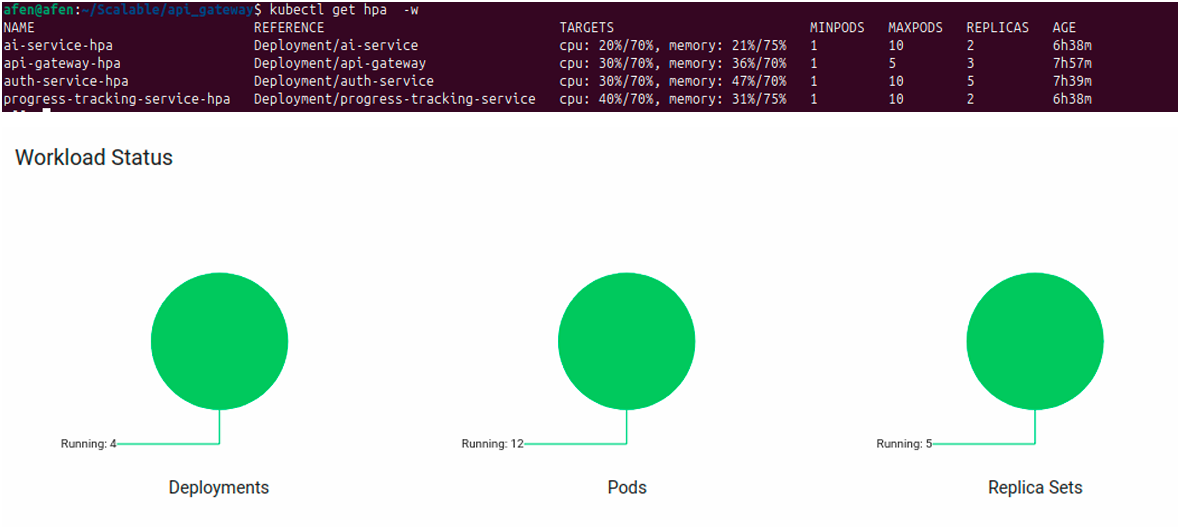 afen@afen:~/Scalable/api_gateway$ kubectl get hpa  -w
NAME REFERENCE TARGETS MINPODS MAXPODS REPLICAS AGE
ai-service-hpa Deployment/ai-service cpu: 20%/70%, memory: 21%/75% 1 10 2 6h38m
api-gateway-hpa Deployment/api-gateway cpu: 30%/70%, memory: 36%/70% 1 5 3 7h57m
auth-service-hpa Deployment/auth-service cpu: 30%/70%, memory: 47%/70% 1 10 5 7h39m
progress-tracking-service-hpa Deployment/progress-tracking-service cpu: 40%/70%, memory: 31%/75% 1 10 2 6h38m
Workload Status
Running: 4
Running: 12
Running: 5
Deployments
Pods
Replica Sets